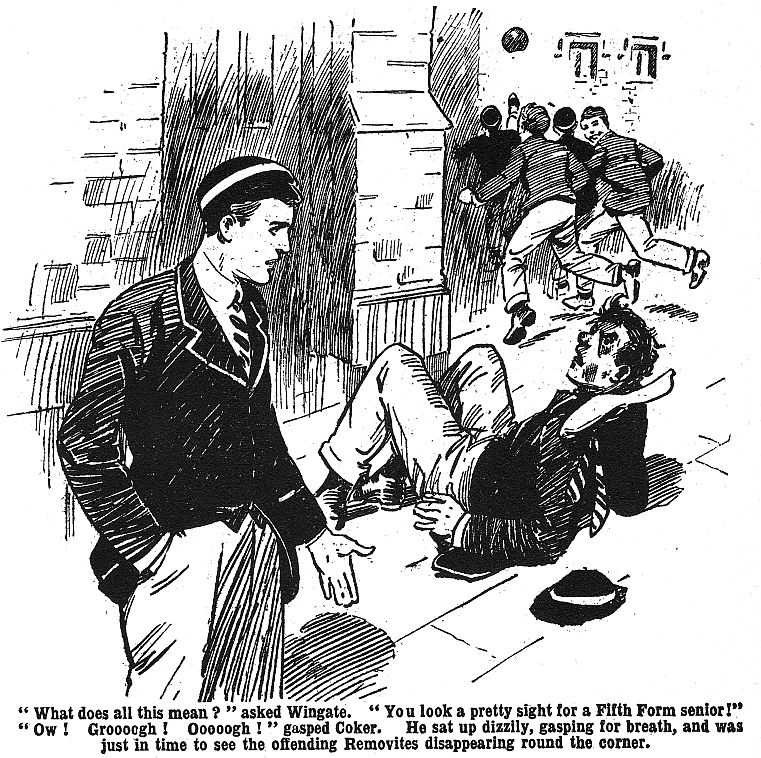 " What does all this mean ? " asked Wingate. " You look a pretty sight for a Fifth Form senior!"
" Ow ! Groooogh ! Ooooogh ! " gasped Coker. He sat up dizzily, gasping for breath, and was
just in time to see the offending Removites disappearing round the corner.